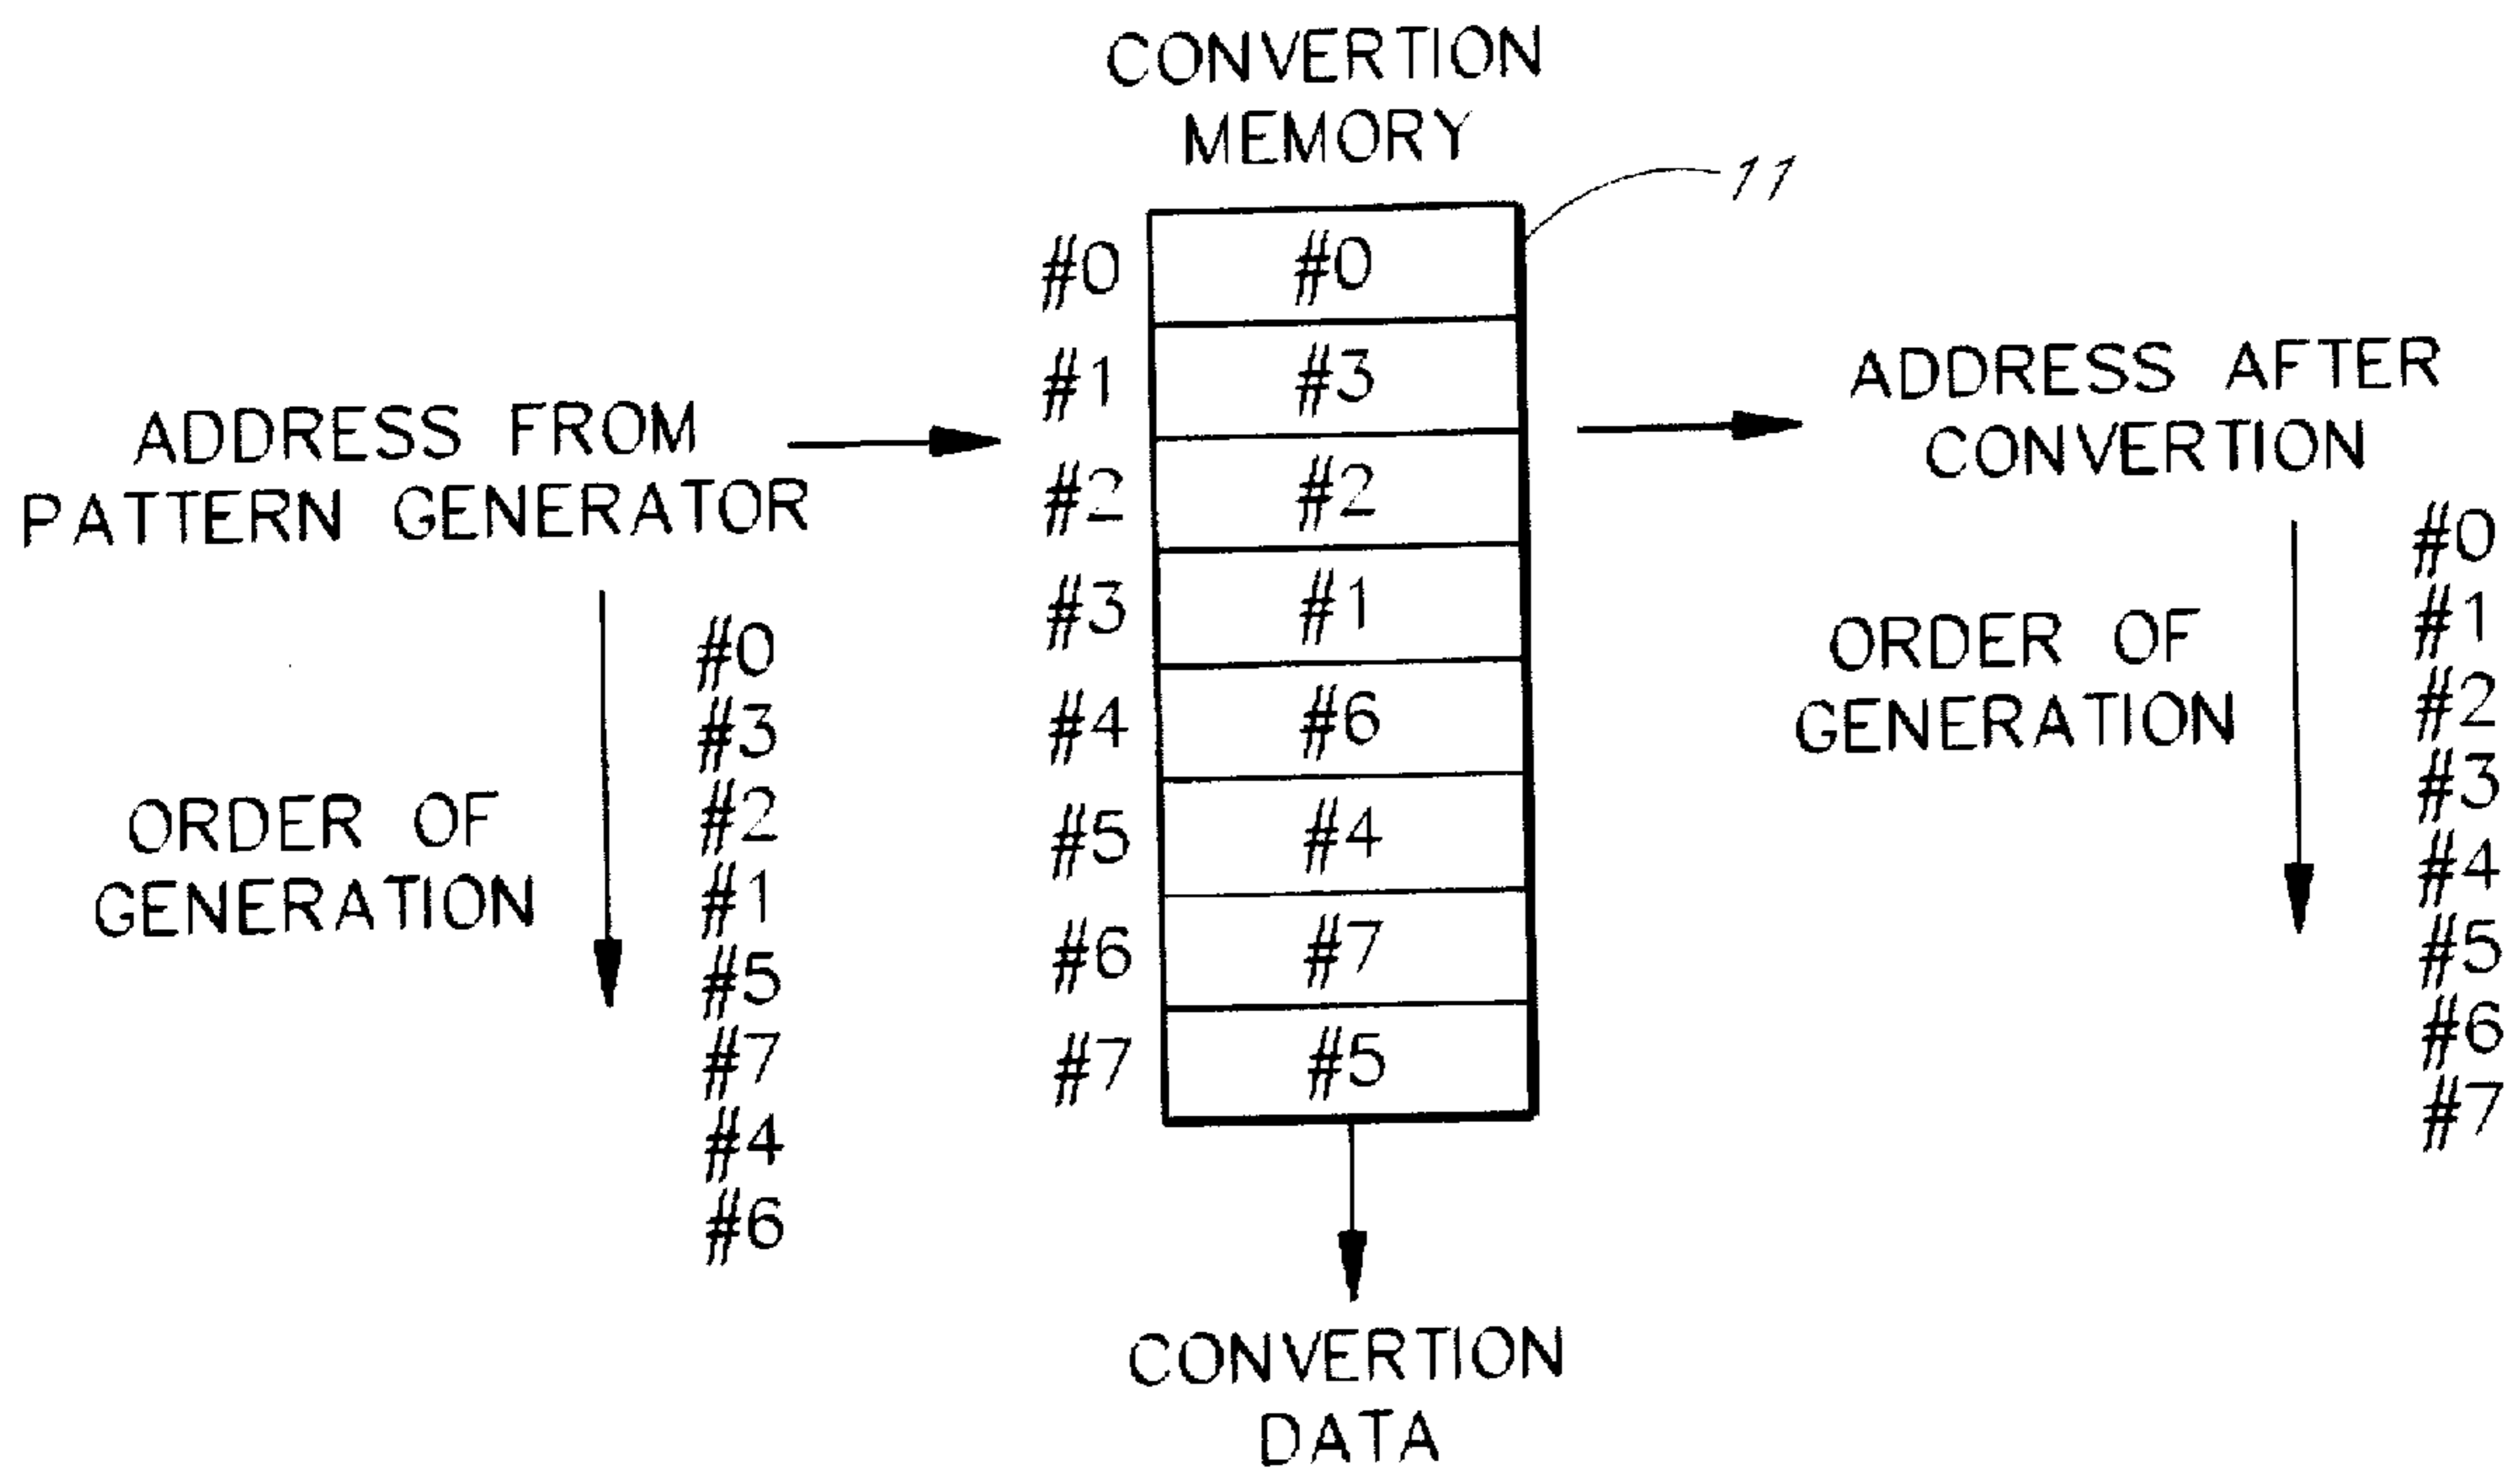 CONVERTION
MEMORY
11
ADDRESS FROM
PATTERN GENERATOR
ORDER OF
GENERATION
#0
#3
#2
#1
#5
#7
#4
#6
#0 #0
#1 #3
#2 #2
#3 #1
#4 #6
#5 #4
#6 #7
#7 #5
CONVERTION
DATA
ADDRESS AFTER
CONVERTION
ORDER OF
GENERATION
#0
#1
#2
#3
#4
#5
#6
#7